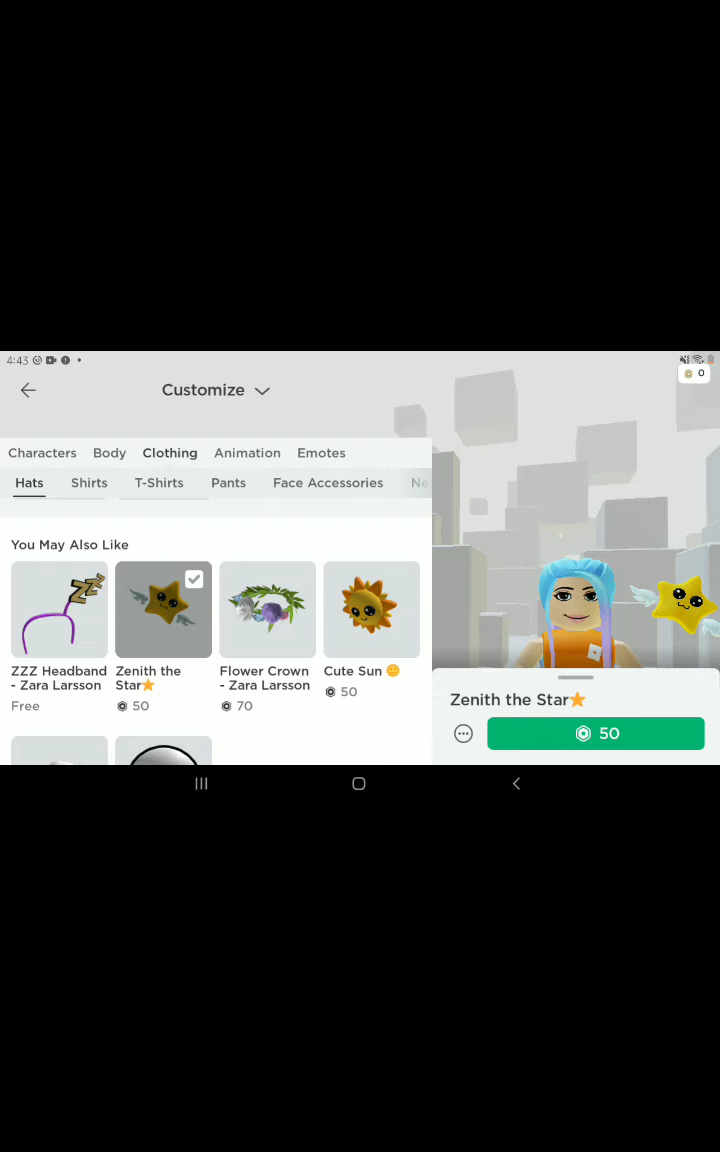 4:43
0
Customize
Characters Body Clothing Animation Emotes
Hats Shirts T-Shirts Pants Face Accessories Ne
You May Also Like
ZZZ Headband - Zara Larsson
Free
Zenith the Star⭐
50
Flower Crown - Zara Larsson
70
Cute Sun 🌞
50
Zenith the Star⭐
50